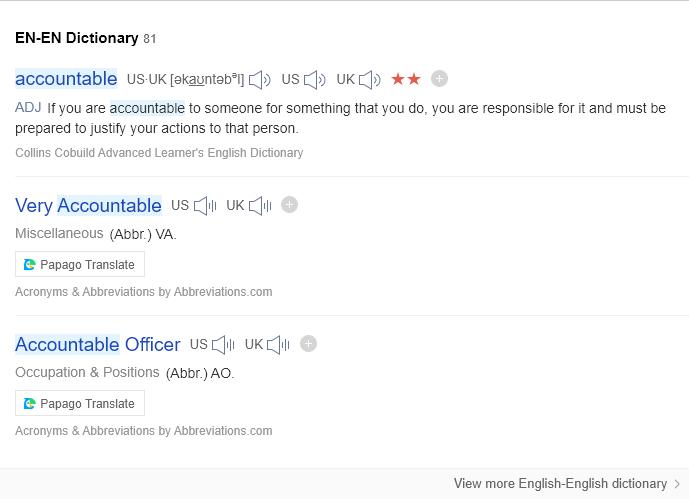 EN-EN Dictionary 81
accountable US·UK [əkaʊntəbᵊl] US UK ★★
ADJ If you are accountable to someone for something that you do, you are responsible for it and must be
prepared to justify your actions to that person.
Collins Cobuild Advanced Learner's English Dictionary
Very Accountable US UK
Miscellaneous (Abbr.) VA.
Papago Translate
Acronyms & Abbreviations by Abbreviations.com
Accountable Officer US UK
Occupation & Positions (Abbr.) AO.
Papago Translate
Acronyms & Abbreviations by Abbreviations.com
View more English-English dictionary >